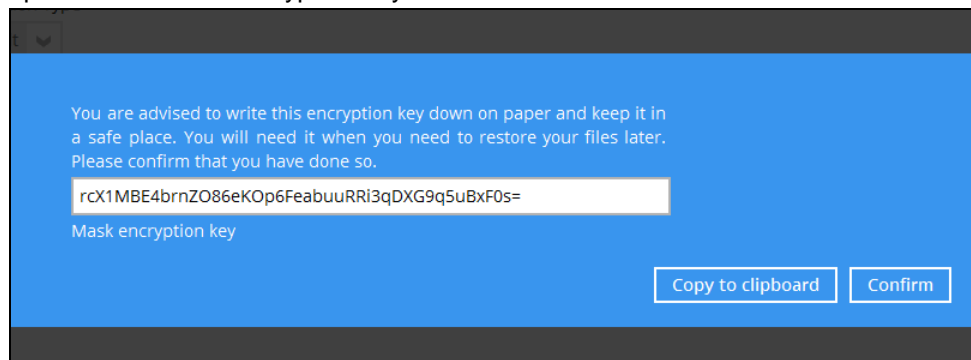 You are advised to write this encryption key down on paper and keep it in
a safe place. You will need it when you need to restore your files later.
Please confirm that you have done so.
rcX1MBE4brnZO86eKOp6FeabuuRRi3qDXG9q5uBxF0s=
Mask encryption key
Copy to clipboard Confirm